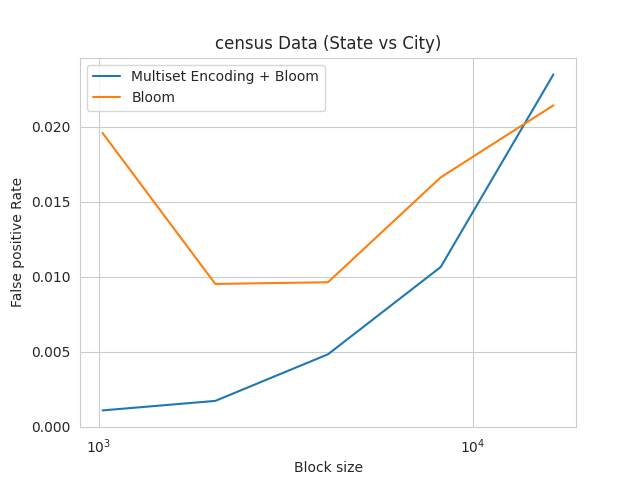 census Data (State vs City)
Multiset Encoding + Bloom
Bloom
False positive Rate
0.020
0.015
0.010
0.005
0.000
10³
10⁴
Block size